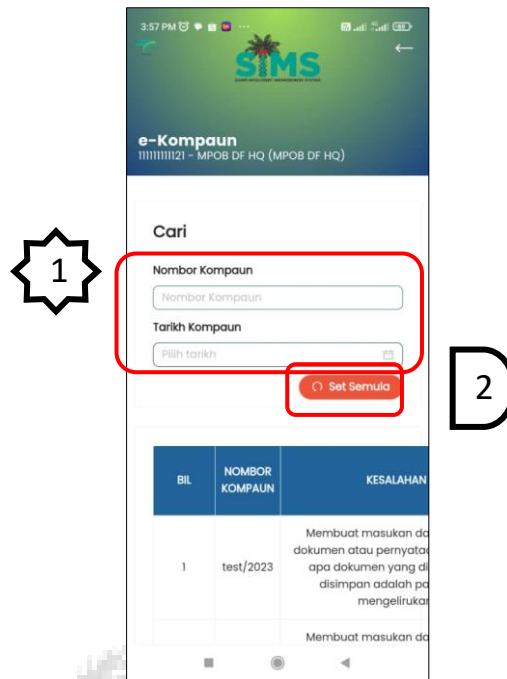 3:57 PM
SIMS
e-Kompaun
111111111121 - MPOB DF HQ (MPOB DF HQ)
Cari
1
Nombor Kompaun
Nombor Kompaun
Tarikh Kompaun
Pilih tarikh
Set Semula
2
BIL
NOMBOR
KOMPAUN
KESALAHAN
Membuat masukan da
dokumen atau pernyata
1
test/2023
apa dokumen yang di
disimpan adalah pa
mengelirukan
Membuat masukan da